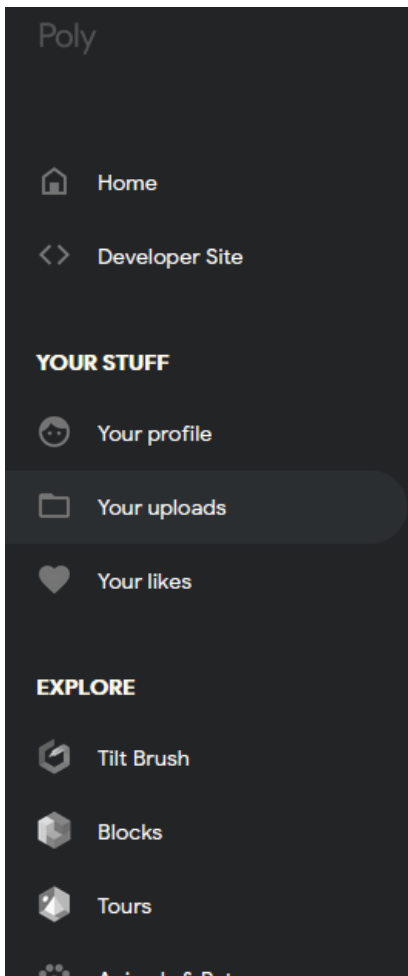 Poly
Home
Developer Site
YOUR STUFF
Your profile
Your uploads
Your likes
EXPLORE
Tilt Brush
Blocks
Tours